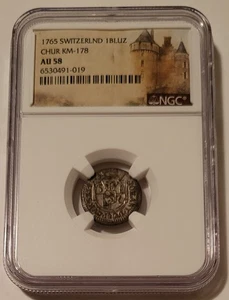 1765 SWITZERLND 1BLUZ
CHUR KM-178
AU 58
6530491-019
NGC